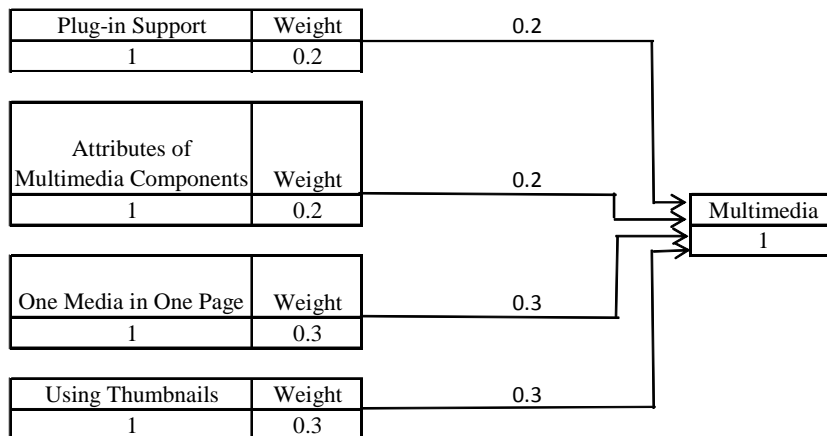 Plug-in Support Weight 0.2
1 0.2
Attributes of
Multimedia Components Weight 0.2
1 0.2
Multimedia
1
One Media in One Page Weight 0.3
1 0.3
Using Thumbnails Weight 0.3
1 0.3